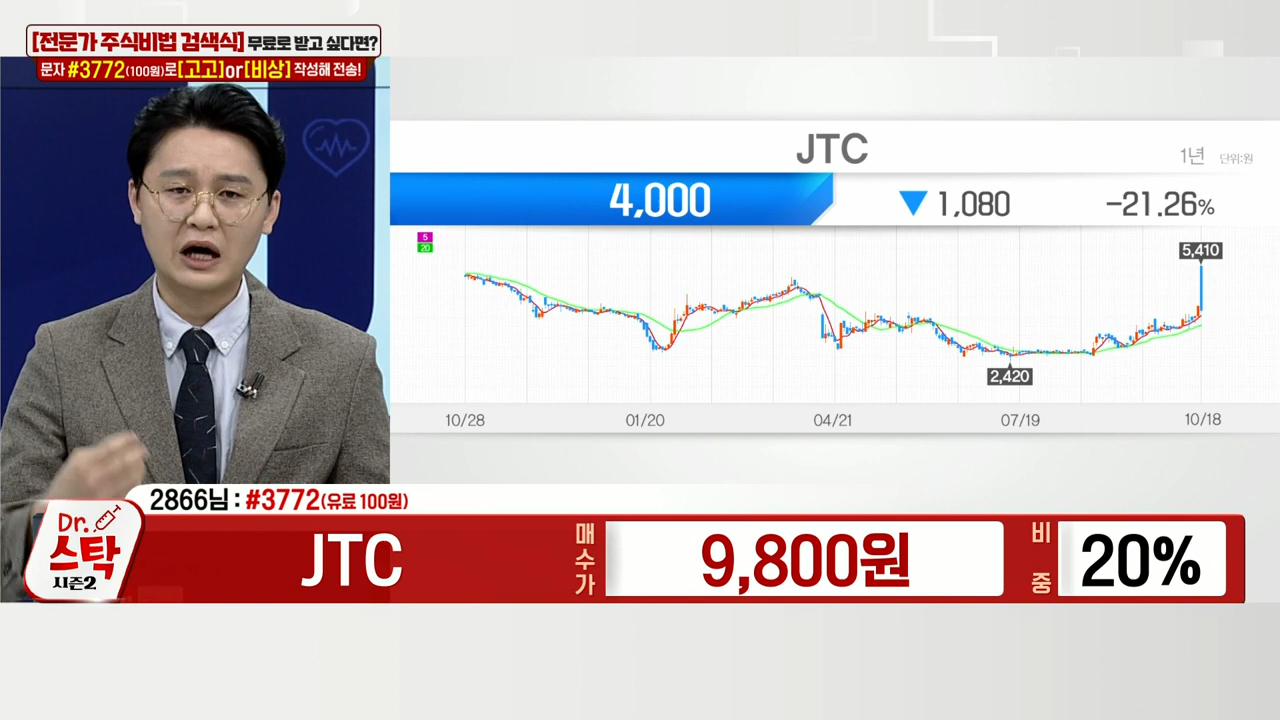 [전문가 주식비법 검색식] 무료로 받고 싶다면?
문자 #3772(100원)로 [고고]or[비상] 작성해 전송!
JTC
1년 단위:원
4,000 ▼ 1,080 -21.26%
5
20
5,410
2,420
10/28 01/20 04/21 07/19 10/18
2866님 : #3772(유료 100원)
Dr.
스탁
시즌2
JTC 매수가 9,800원 비중 20%